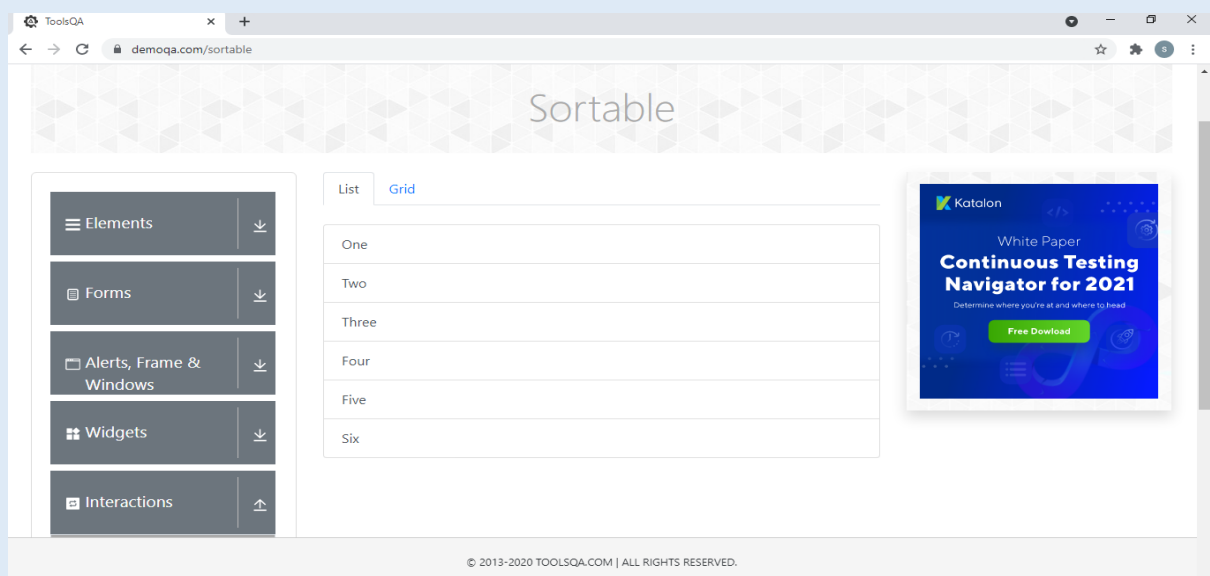 ToolsQA
demoqa.com/sortable
S
Sortable
Elements
Forms
Alerts, Frame &
Windows
Widgets
Interactions
List Grid
One
Two
Three
Four
Five
Six
Katalon
</>
White Paper
Continuous Testing
Navigator for 2021
Determine where you're at and where to head
Free Dowload
© 2013-2020 TOOLSQA.COM | ALL RIGHTS RESERVED.